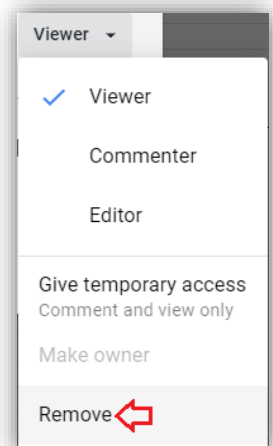 Viewer
Viewer
Commenter
Editor
Give temporary access
Comment and view only
Make owner
Remove